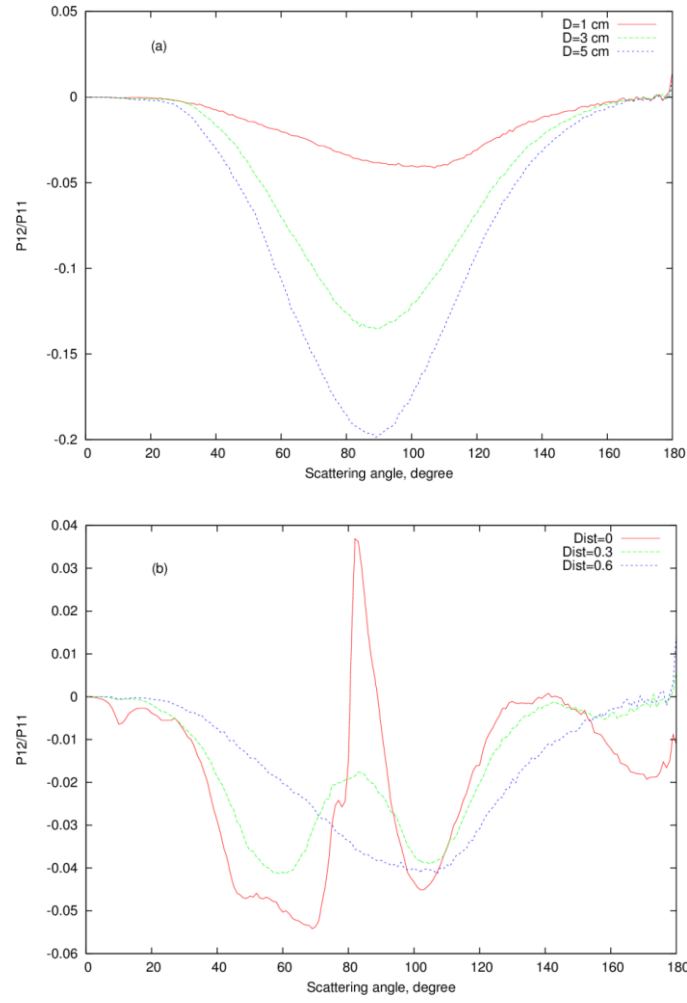 (a)
D=1 cm
D=3 cm
D=5 cm
0.05
0
-0.05
-0.1
-0.15
-0.2
P12/P11
0 20 40 60 80 100 120 140 160 180
Scattering angle, degree
(b)
Dist=0
Dist=0.3
Dist=0.6
0.04
0.03
0.02
0.01
0
-0.01
-0.02
-0.03
-0.04
-0.05
-0.06
P12/P11
0 20 40 60 80 100 120 140 160 180
Scattering angle, degree